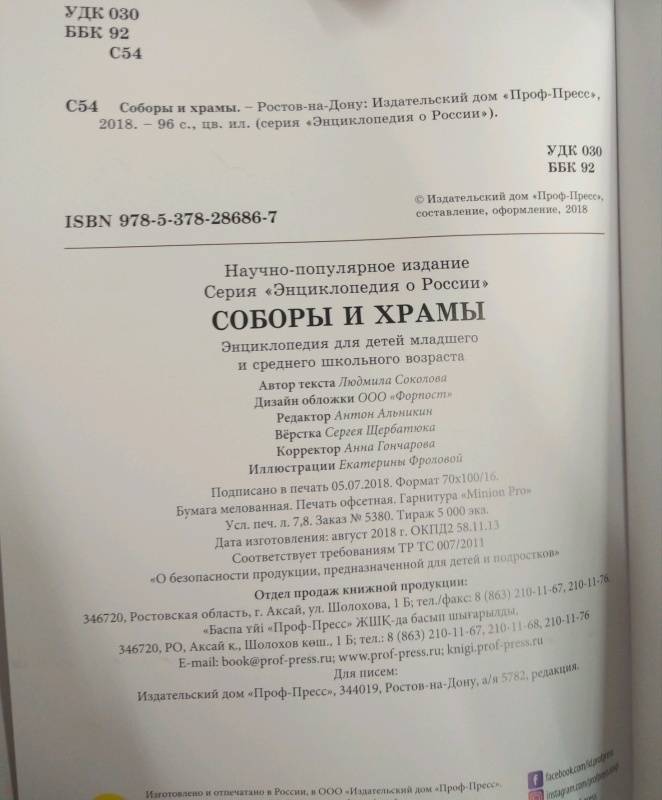 УДК 030
ББК 92
С54
С54 Соборы и храмы. – Ростов-на-Дону: Издательский дом «Проф-Пресс»,
2018. – 96 с., цв. ил. (серия «Энциклопедия о России»).
УДК 030
ББК 92
ISBN 978-5-378-28686-7
© Издательский дом «Проф-Пресс»,
составление, оформление, 2018
Научно-популярное издание
Серия «Энциклопедия о России»
СОБОРЫ И ХРАМЫ
Энциклопедия для детей младшего
и среднего школьного возраста
Автор текста Людмила Соколова
Дизайн обложки ООО «Форпост»
Редактор Антон Альникин
Вёрстка Сергея Щербатюка
Корректор Анна Гончарова
Иллюстрации Екатерины Фроловой
Подписано в печать 05.07.2018. Формат 70х100/16.
Бумага мелованная. Печать офсетная. Гарнитура «Minion Pro»
Усл. печ. л. 7,8. Заказ № 5380. Тираж 5 000 экз.
Дата изготовления: август 2018 г. ОКПД2 58.11.13
Соответствует требованиям ТР ТС 007/2011
«О безопасности продукции, предназначенной для детей и подростков»
Отдел продаж книжной продукции:
346720, Ростовская область, г. Аксай, ул. Шолохова, 1 Б; тел./факс: 8 (863) 210-11-67, 210-11-76.
«Баспа үйі «Проф-Пресс» ЖШҚ-да басып шығарылды.
346720, РО, Аксай к., Шолохов көш., 1 Б; тел.: 8 (863) 210-11-67, 210-11-68, 210-11-76
E-mail: book@prof-press.ru; www.prof-press.ru; knigi.prof-press.ru
Для писем:
Издательский дом «Проф-Пресс», 344019, Ростов-на-Дону, а/я 5782, редакция.
facebook.com/id.profpress
Изготовлено и отпечатано в России, в ООО «Издательский дом «Проф-Пресс».